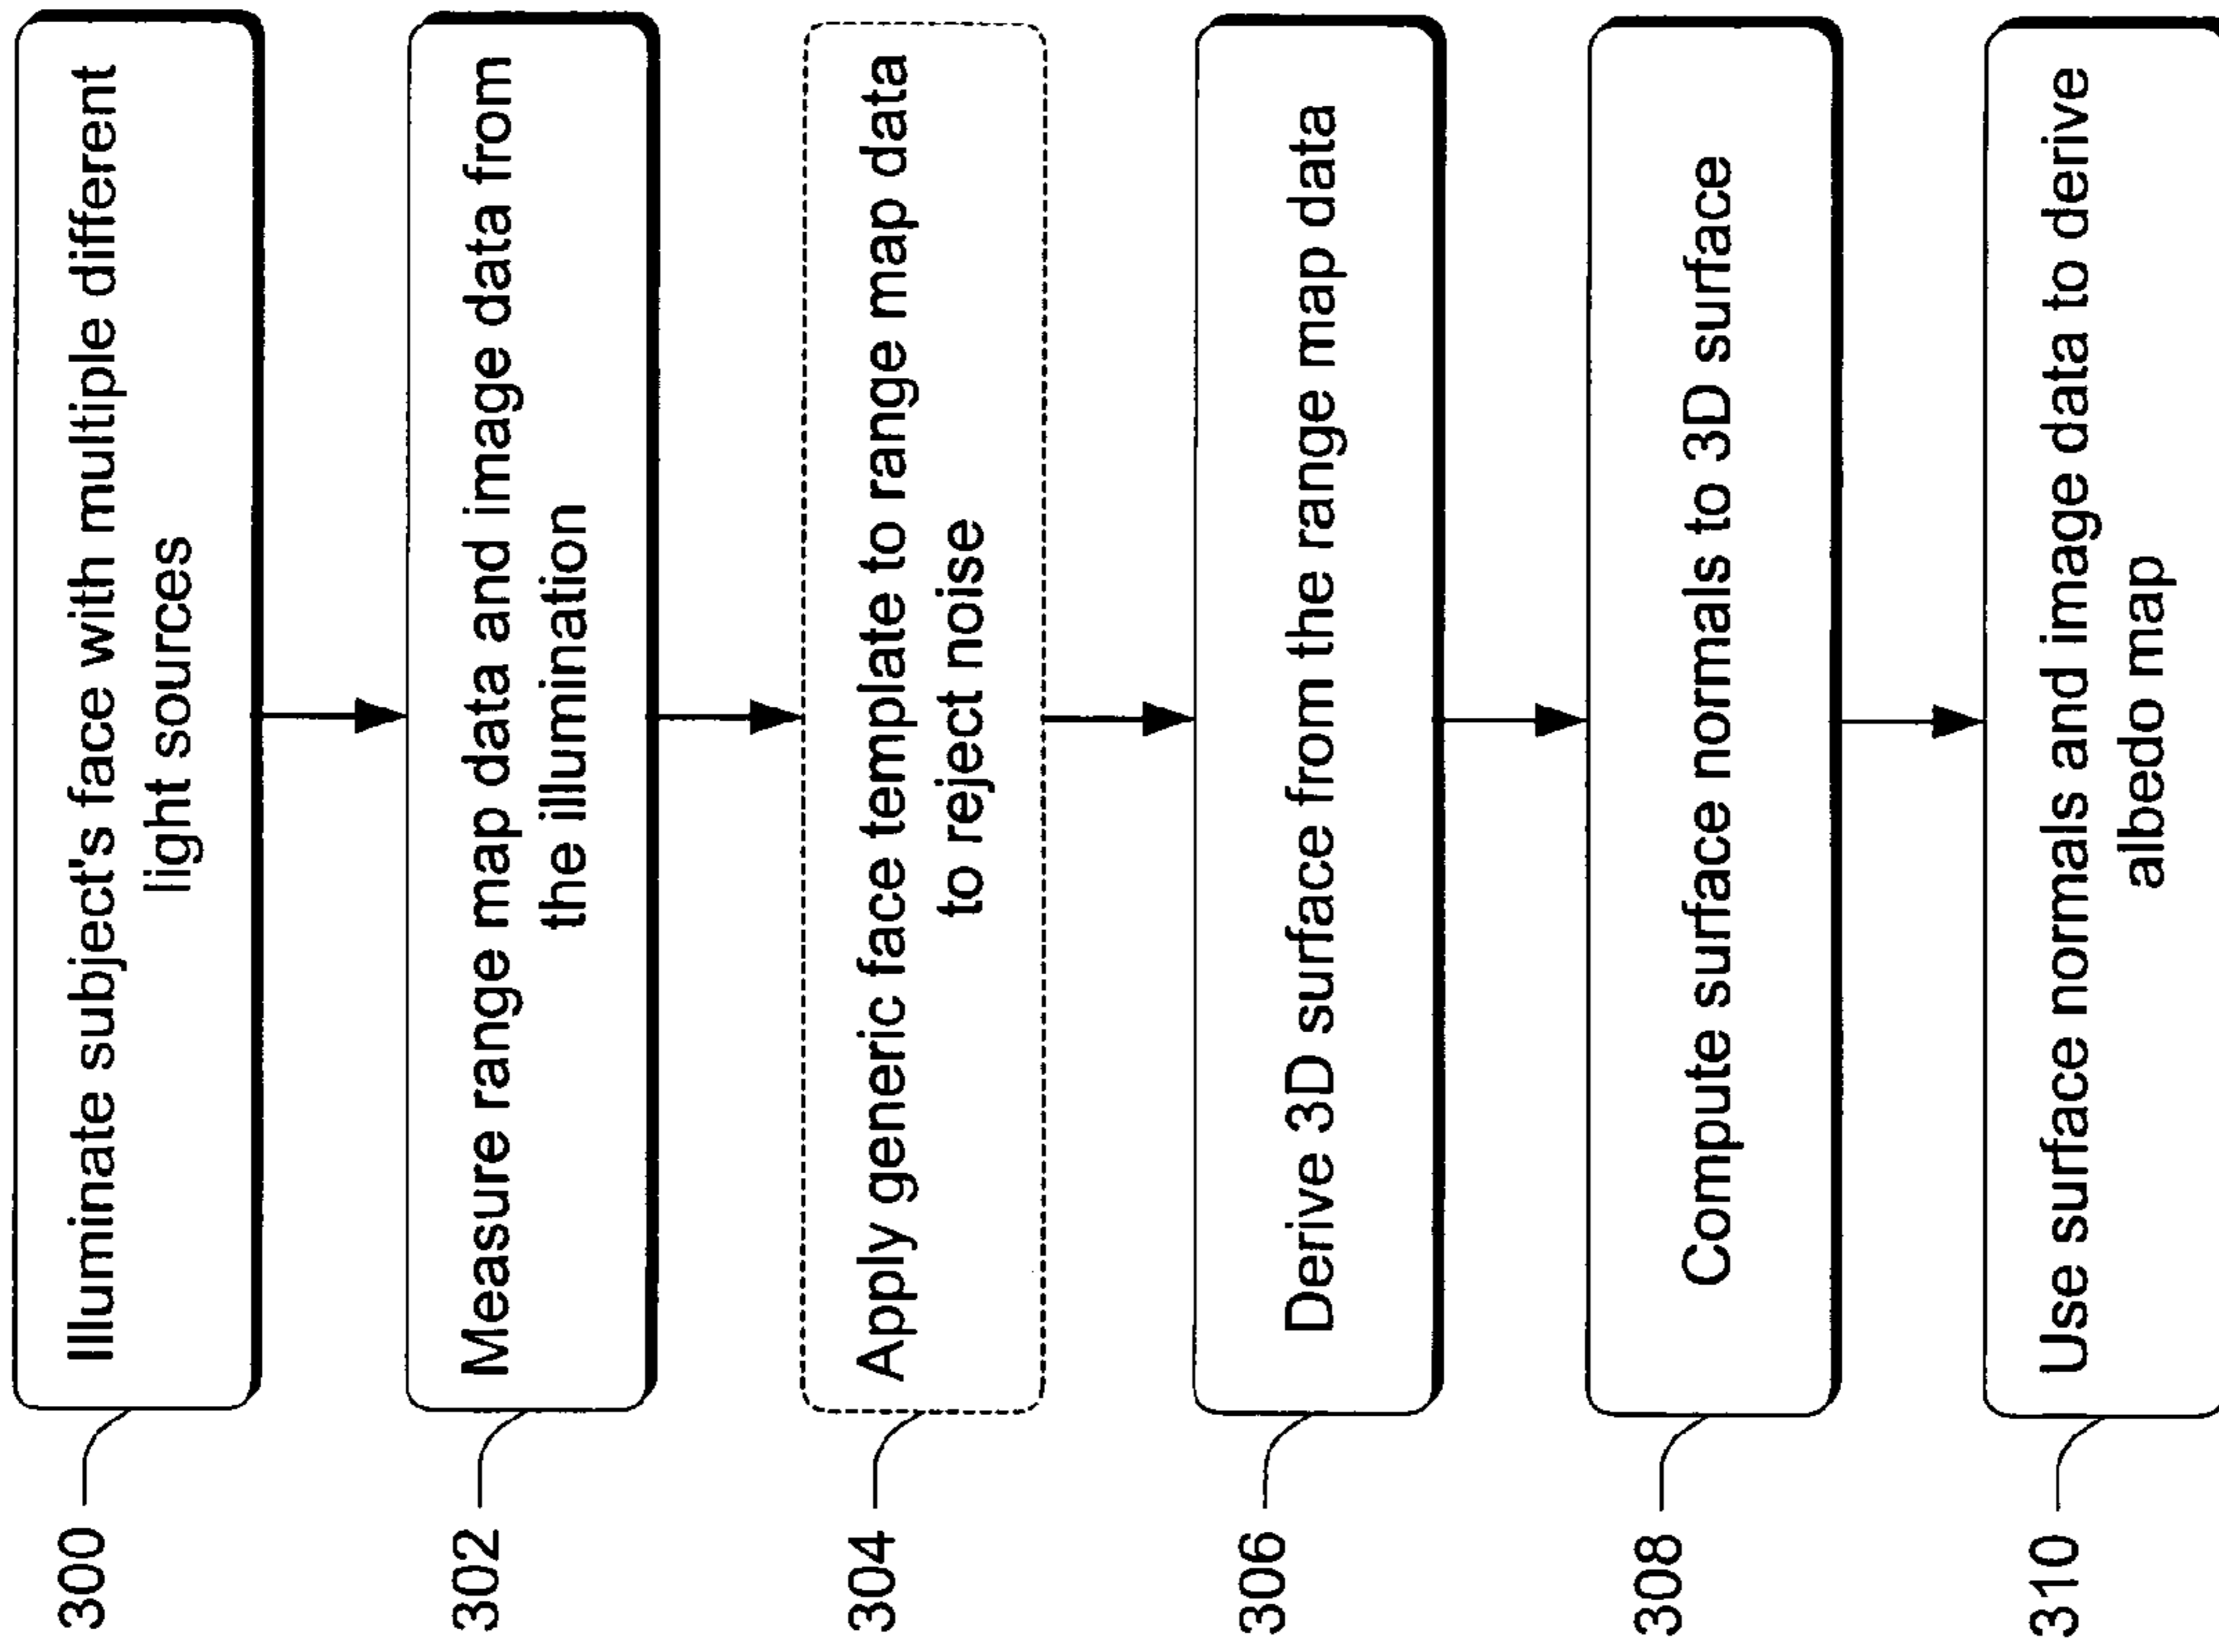 300
Illuminate subject's face with multiple different
light sources
302
Measure range map data and image data from
the illumination
304
Apply generic face template to range map data
to reject noise
306
Derive 3D surface from the range map data
308
Compute surface normals to 3D surface
310
Use surface normals and image data to derive
albedo map